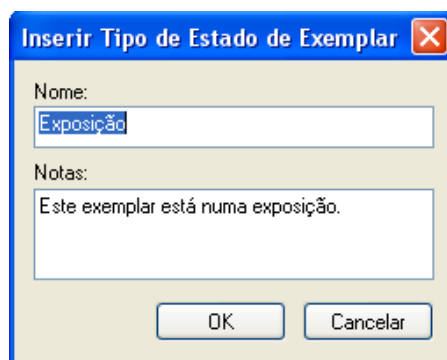 Inserir Tipo de Estado de Exemplar
Nome:
Exposição
Notas:
Este exemplar está numa exposição.
OK
Cancelar